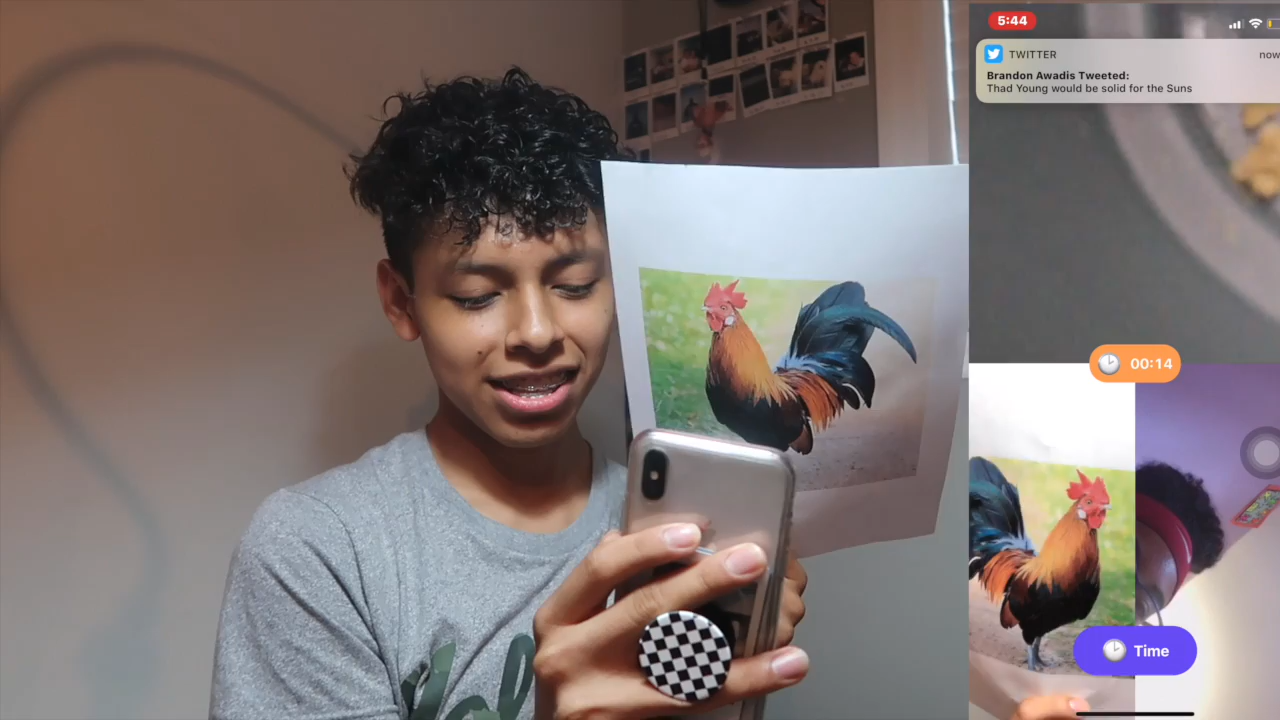 5:44
TWITTER
now
Brandon Awadis Tweeted:
Thad Young would be solid for the Suns
00:14
Time